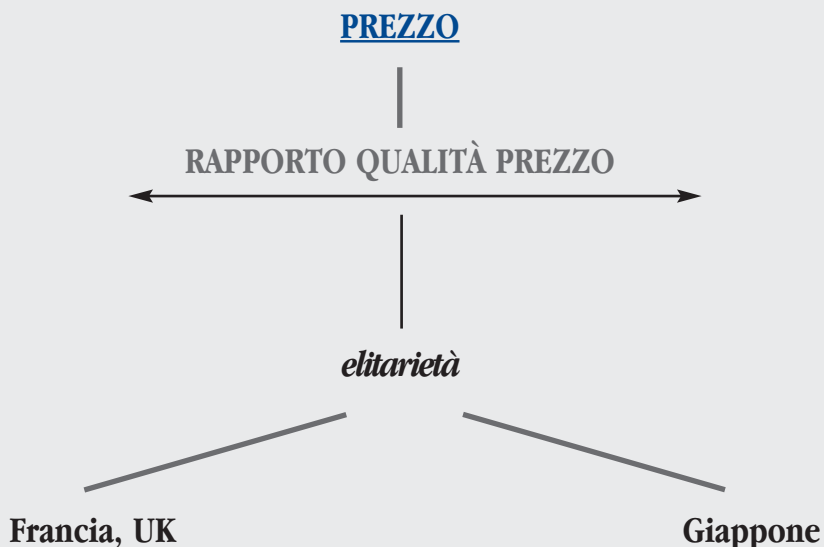 PREZZO
RAPPORTO QUALITÀ PREZZO
elitarietà
Francia, UK
Giappone